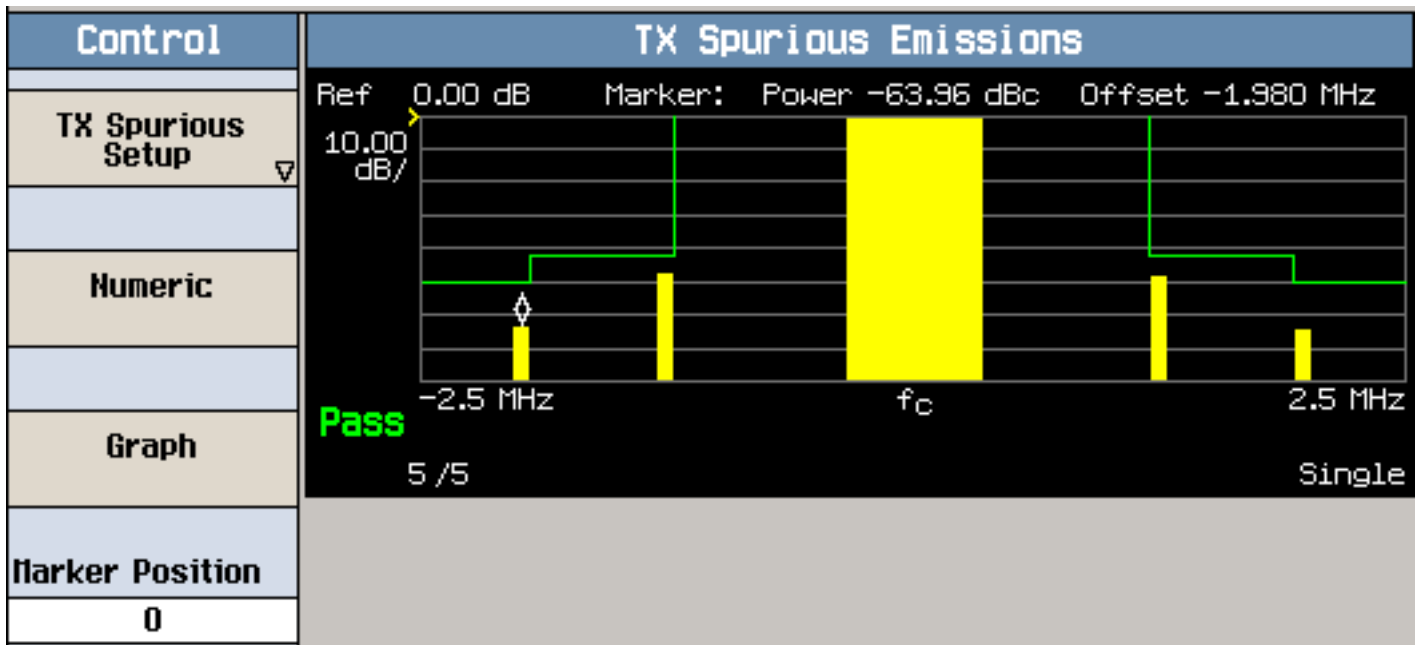 Control
TX Spurious
Setup
Numeric
Graph
Marker Position
0
TX Spurious Emissions
Ref 0.00 dB Marker: Power -63.96 dBc Offset -1.980 MHz
10.00
dB/
-2.5 MHz fc 2.5 MHz
Pass
5/5 Single